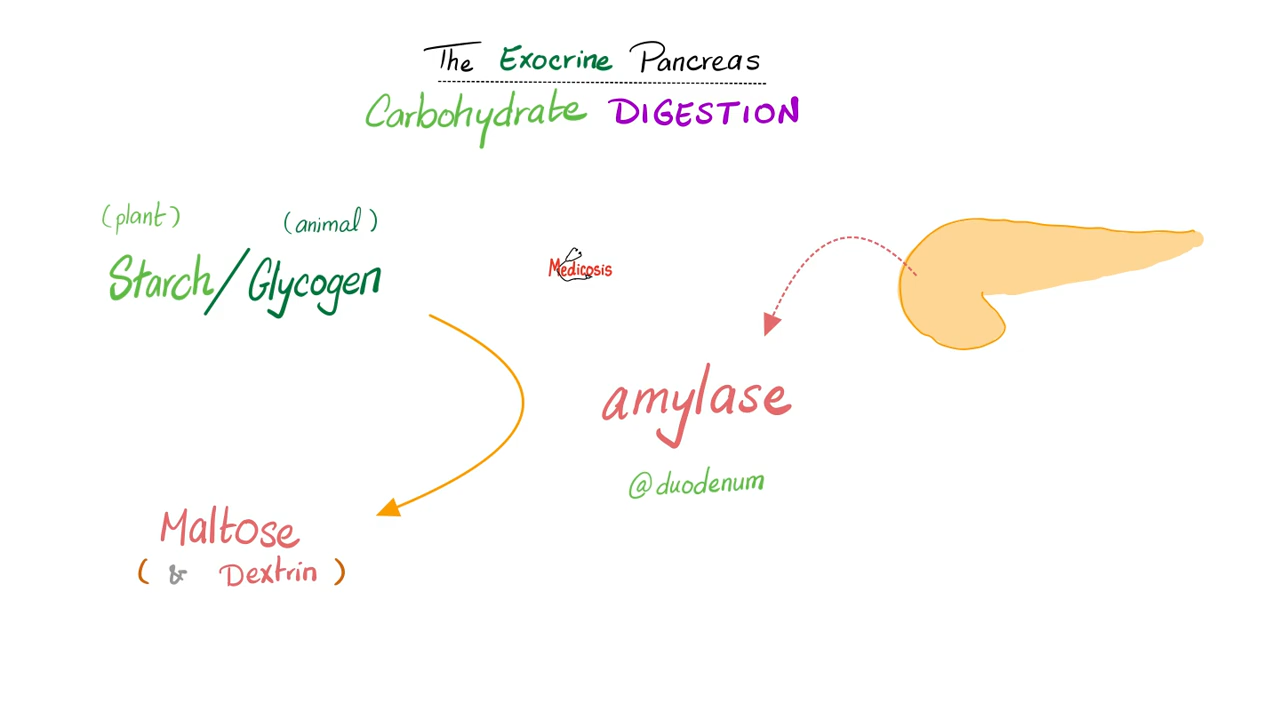 The Exocrine Pancreas
Carbohydrate DIGESTION
(plant) (animal)
Starch/Glycogen
Medicosis
amylase
@duodenum
Maltose
( & Dextrin )